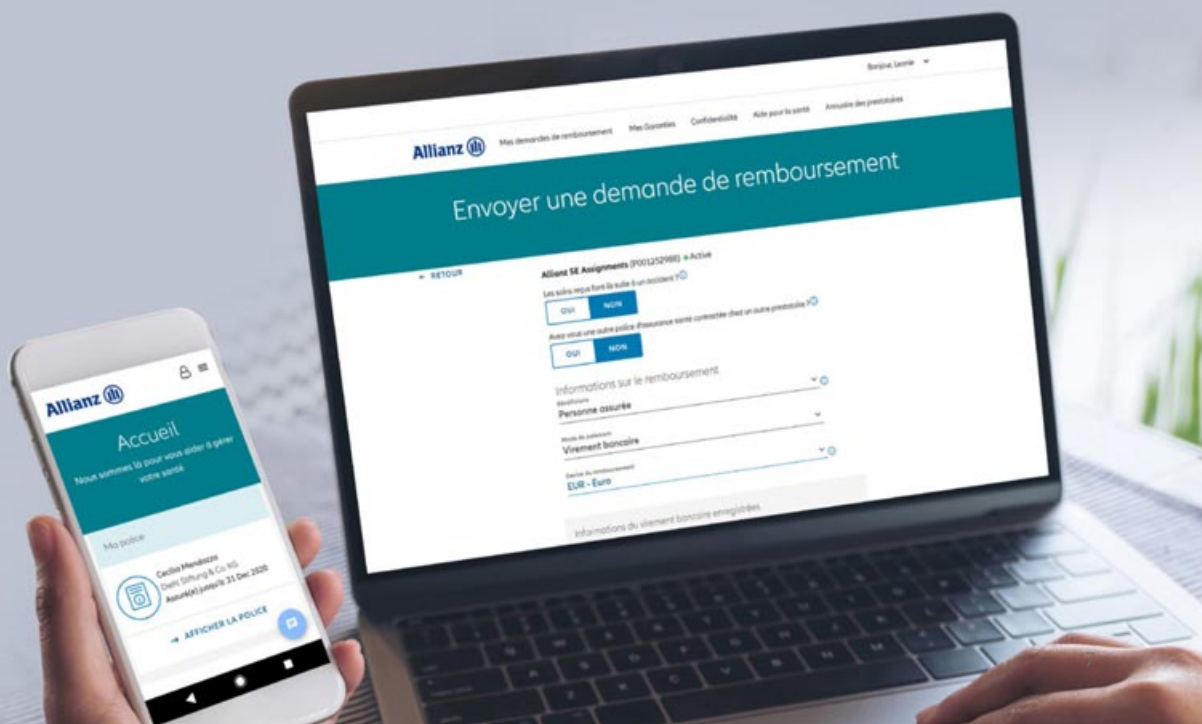 Bonjour, Leonie
Allianz
Mes demandes de remboursement Mes Garanties Confidentialité Aide pour la santé Annuaire des prestataires
Envoyer une demande de remboursement
← RETOUR
Allianz SE Assignments (P001252988) Active
Les soins reçus font-ils suite à un accident ?
OUI NON
Avez-vous une autre police d'assurance santé contractée chez un autre prestataire ?
OUI NON
Informations sur le remboursement
Bénéficiaire
Personne assurée
Mode de paiement
Virement bancaire
Devise du remboursement
EUR - Euro
Informations du virement bancaire enregistrées
Allianz
Accueil
Nous sommes là pour vous aider à gérer
votre santé
Ma police
Cecilia Mendozza
Diehl Stiftung & Co. KG
Assuré(e) jusqu'à: 31 Dec 2020
→ AFFICHER LA POLICE